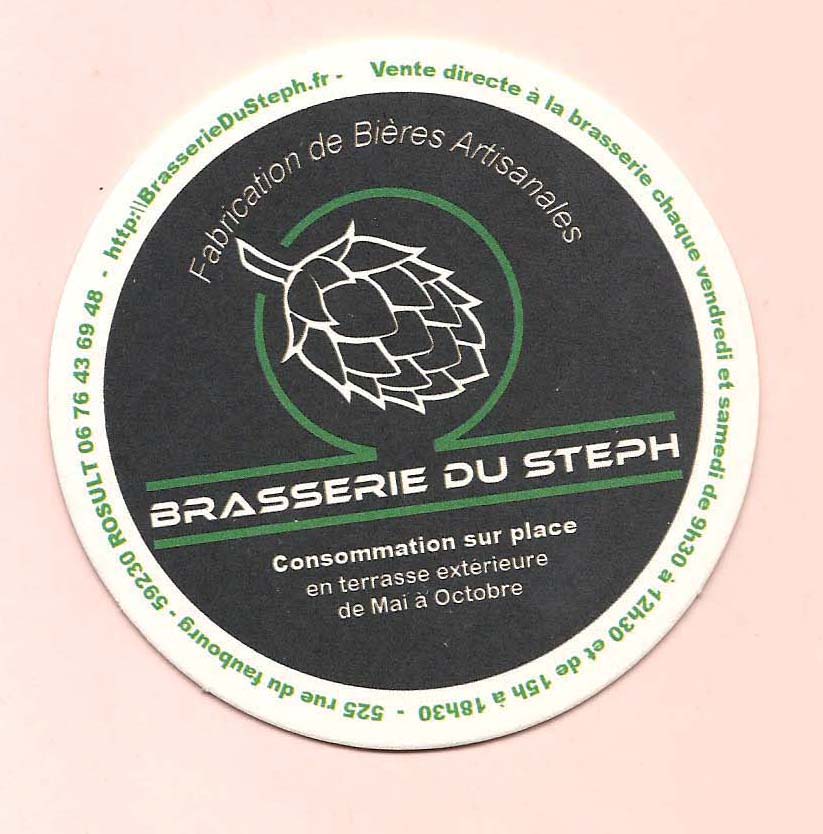 Vente directe à la brasserie chaque vendredi et samedi de 9h30 à 12h30 et de 15h à 18h30 - 525 rue du faubourg - 59230 ROSULT 06 76 43 69 48 - http:\\BrasserieDuSteph.fr -
Fabrication de Bières Artisanales
BRASSERIE DU STEPH
Consommation sur place
en terrasse extérieure
de Mai à Octobre